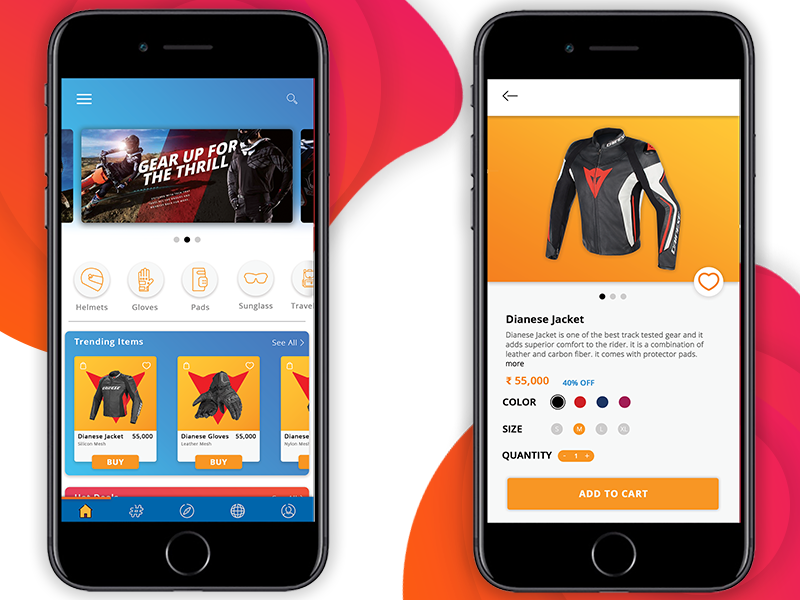 GEAR UP FOR
THE THRILL
Helmets
Gloves
Pads
Sunglass
Trave
Trending Items
See All >
Dianese Jacket 55,000
Silicon Mesh
BUY
Dianese Gloves 55,000
Leather Mesh
BUY
Dianes
Nylon Mes
Hot Deals
See All >
Dianese Jacket
Dianese Jacket is one of the best track tested gear and it
adds superior comfort to the rider. it is a combination of
leather and carbon fiber. it comes with protector pads.
more
₹ 55,000 40% OFF
COLOR
SIZE S M L XL
QUANTITY - 1 +
ADD TO CART